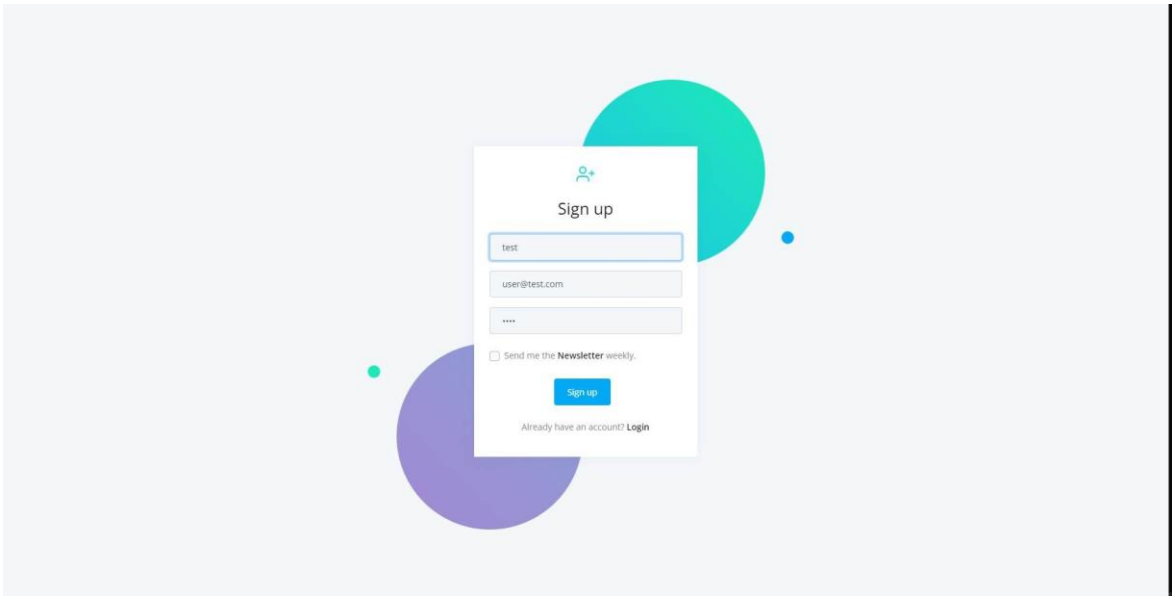 Sign up
test
user@test.com
••••
Send me the Newsletter weekly.
Sign up
Already have an account? Login